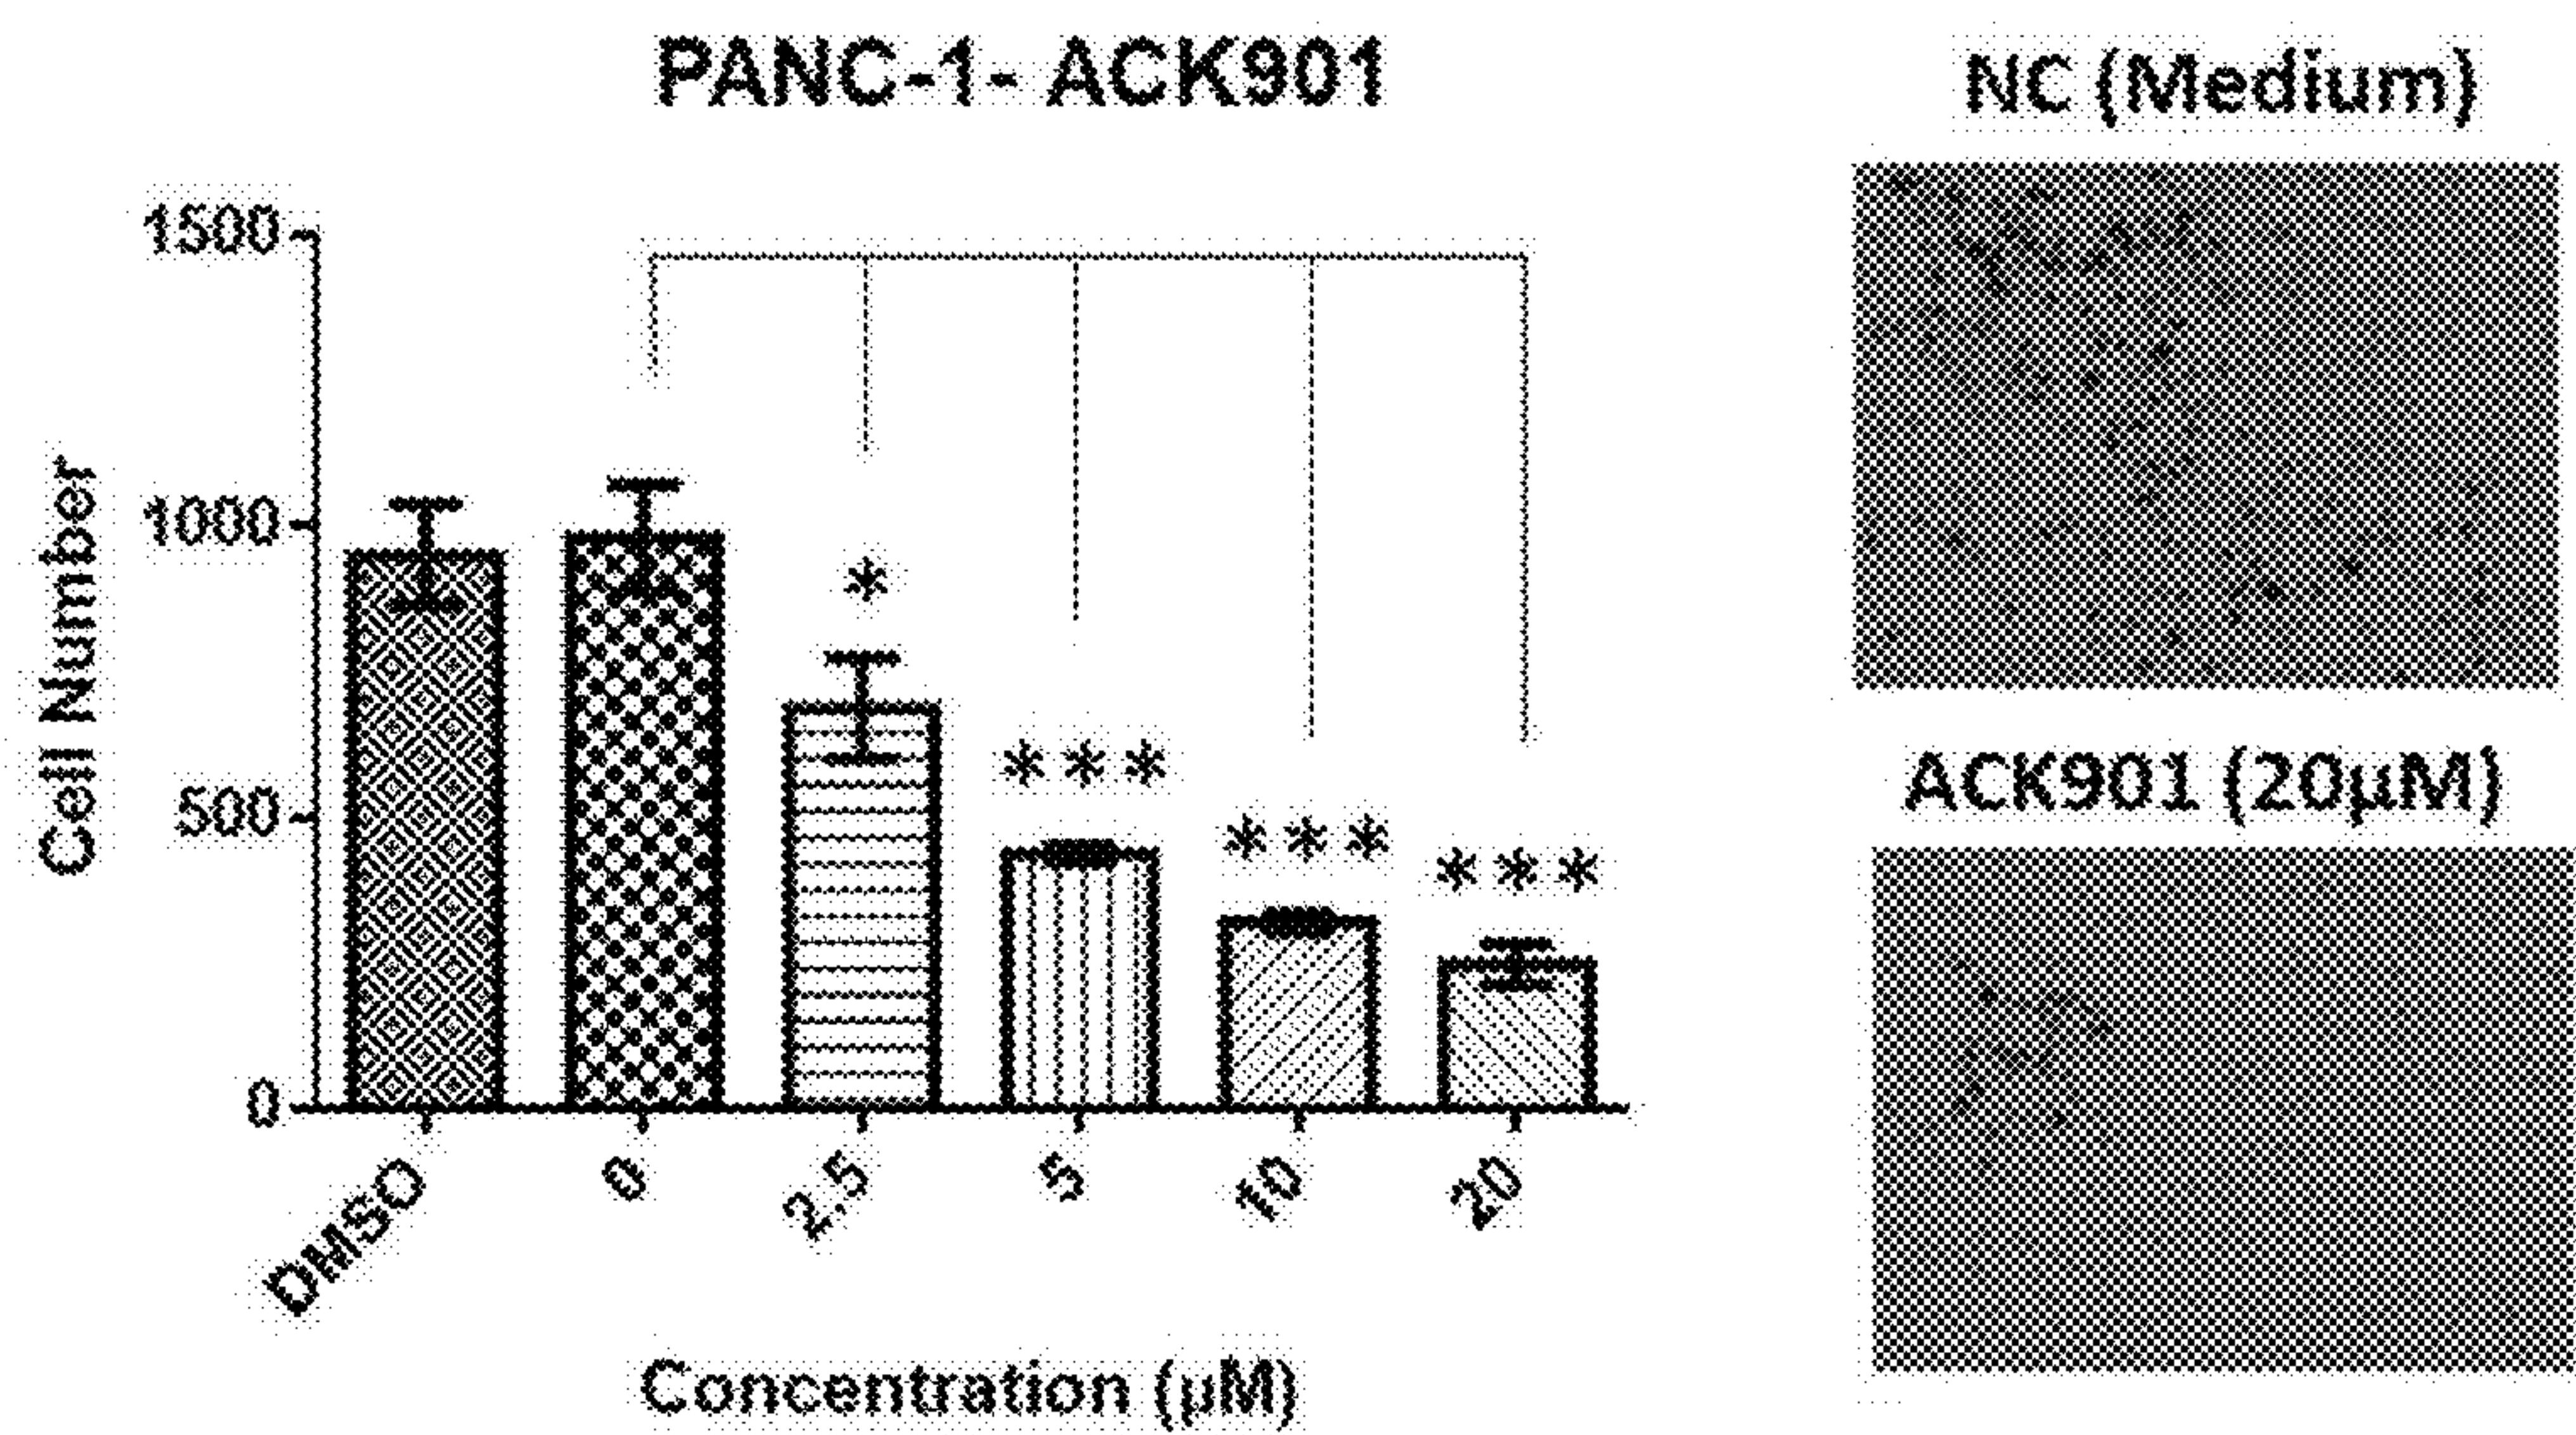 PANC-1- ACK901
1500
1000
500
0
Cell Number
*
***
***
***
DMSO
0
2.5
5
10
20
Concentration (µM)
NC (Medium)
ACK901 (20µM)